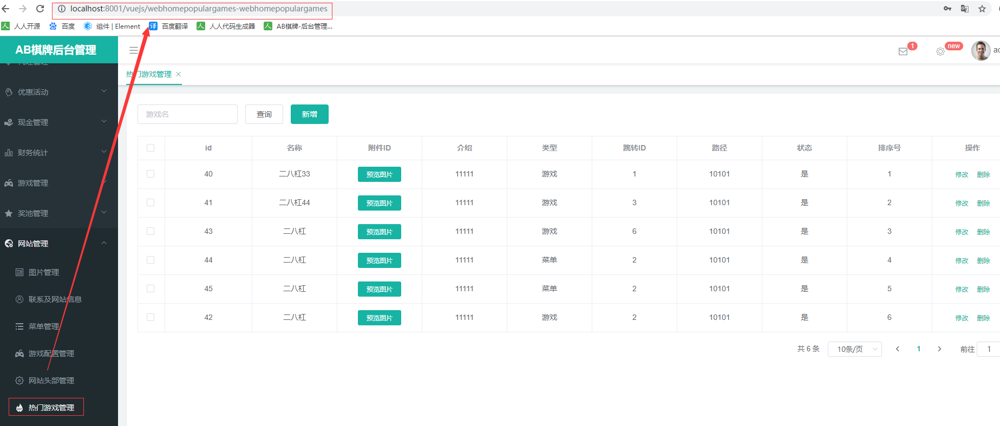 localhost:8001/vuejs/webhomepopulargames-webhomepopulargames
人人开源 百度 组件 | Element 译 百度翻译 人人代码生成器 AB棋牌-后台管理...
AB棋牌后台管理
1
new
代理管理
热门游戏管理
优惠活动
现金管理
财务统计
游戏管理
奖池管理
网站管理
图片管理
联系及网站信息
菜单管理
游戏配置管理
网站头部管理
热门游戏管理
游戏名 查询 新增
id 名称 附件ID 介绍 类型 跳转ID 路径 状态 排序号 操作
40 二八杠33 预览图片 11111 游戏 1 10101 是 1 修改 删除
41 二八杠44 预览图片 11111 游戏 3 10101 是 2 修改 删除
43 二八杠 预览图片 11111 游戏 6 10101 是 3 修改 删除
44 二八杠 预览图片 11111 菜单 2 10101 是 4 修改 删除
45 二八杠 预览图片 11111 菜单 2 10101 是 5 修改 删除
42 二八杠 预览图片 11111 游戏 2 10101 是 6 修改 删除
共 6 条 10条/页 1 前往 1